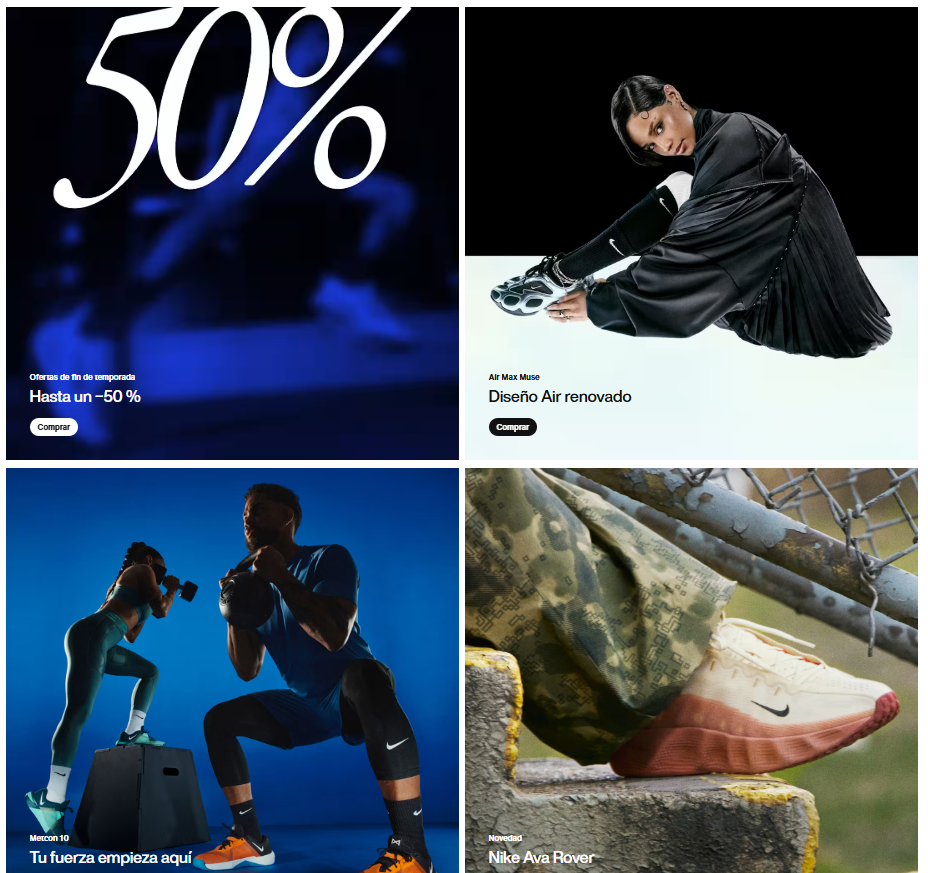 50%
Ofertas de fin de temporada
Hasta un −50 %
Comprar
Air Max Muse
Diseño Air renovado
Comprar
Metcon 10
Tu fuerza empieza aquí
Novedad
Nike Ava Rover